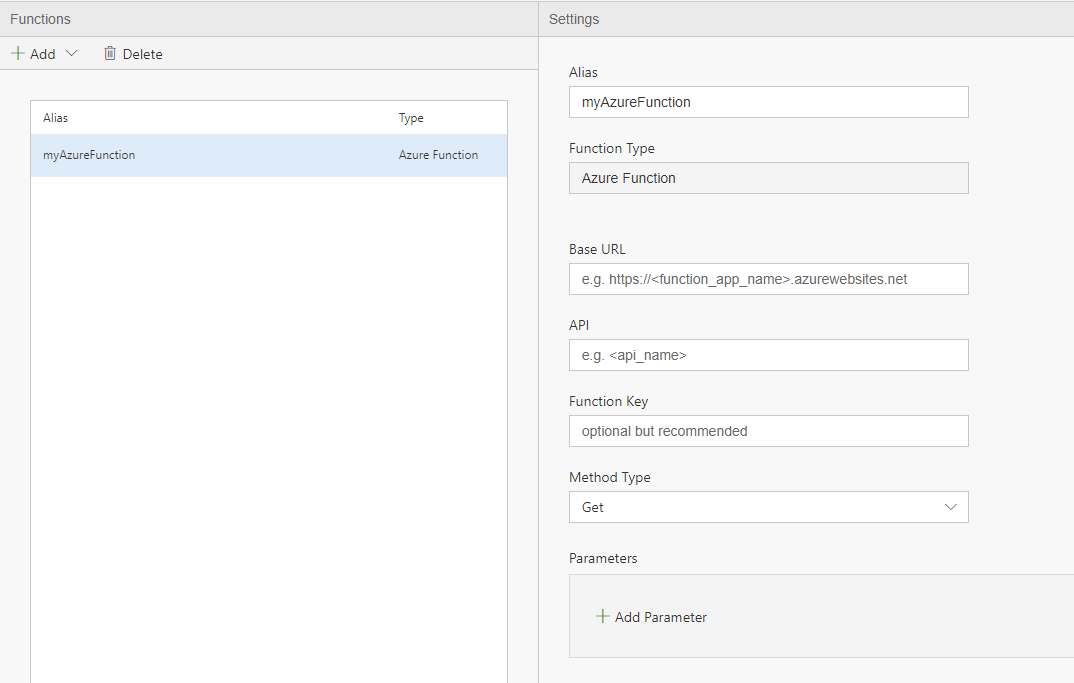 Functions
Add
Delete
Alias Type
myAzureFunction Azure Function
Settings
Alias
myAzureFunction
Function Type
Azure Function
Base URL
e.g. https://<function_app_name>.azurewebsites.net
API
e.g. <api_name>
Function Key
optional but recommended
Method Type
Get
Parameters
Add Parameter